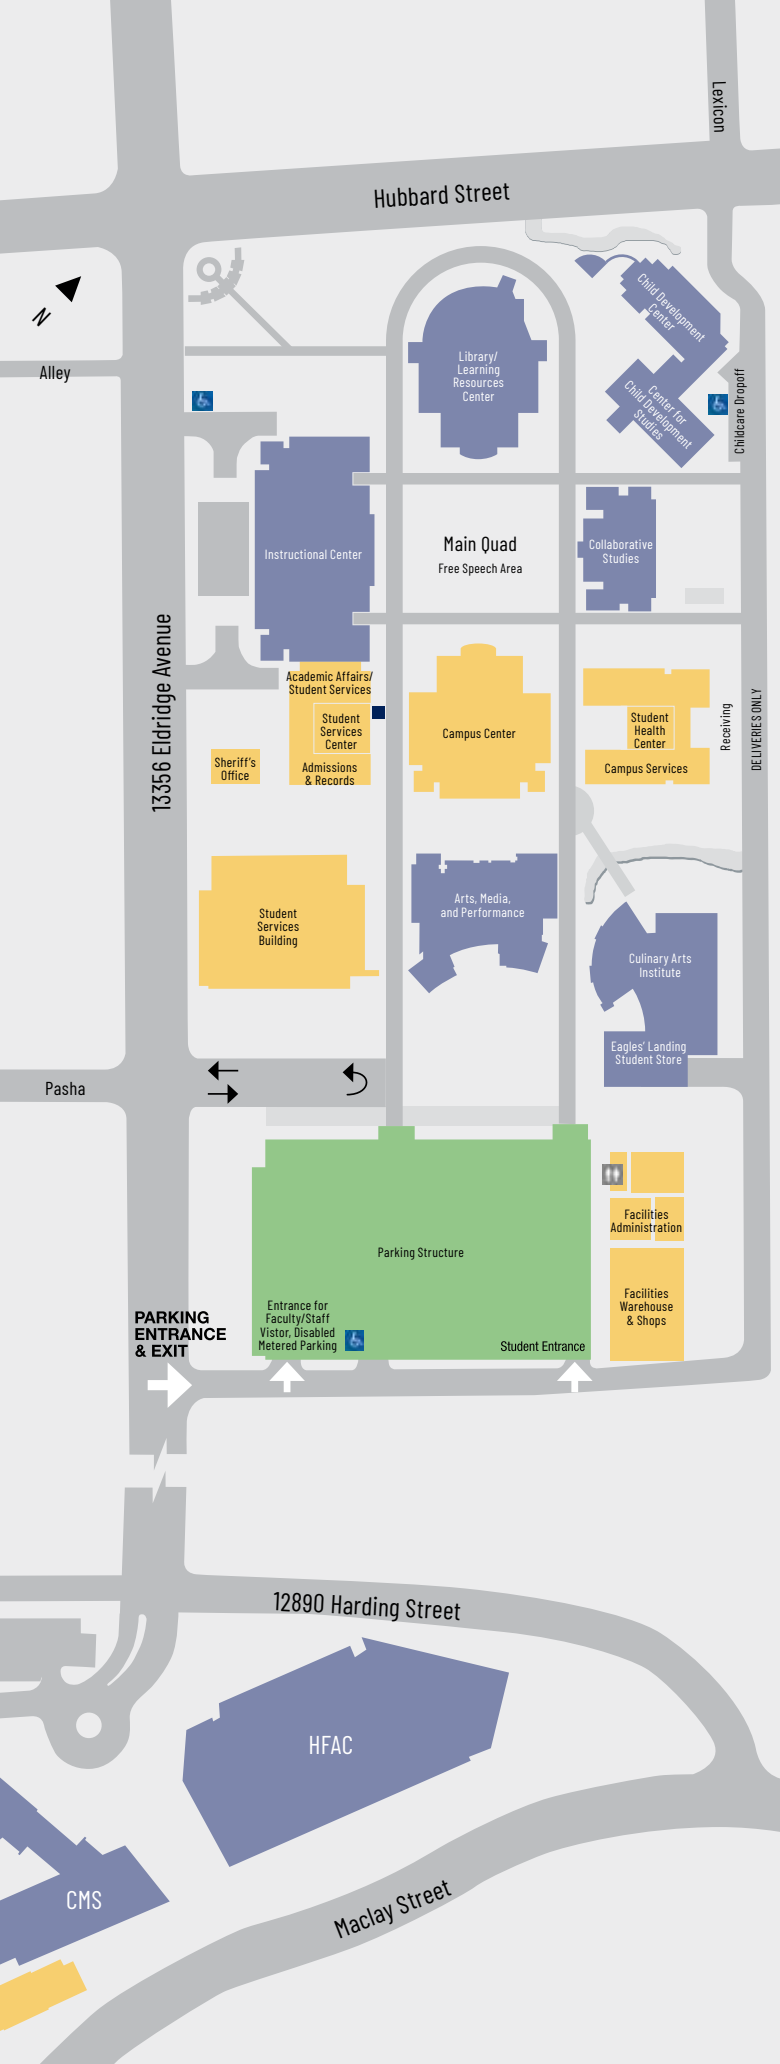 Lexicon
Hubbard Street
N
Alley
Child Development
Center
Library/
Learning
Resources
Center
Center for
Child Development
Studies
Childcare Dropoff
Instructional Center
Main Quad
Free Speech Area
Collaborative
Studies
13356 Eldridge Avenue
Academic Affairs/
Student Services
Student
Services
Center
Admissions
& Records
Sheriff's
Office
Campus Center
Student
Health
Center
Campus Services
Receiving
DELIVERIES ONLY
Student
Services
Building
Arts, Media,
and Performance
Culinary Arts
Institute
Eagles' Landing
Student Store
Pasha
Parking Structure
Facilities
Administration
Facilities
Warehouse
& Shops
Entrance for
Faculty/Staff
Vistor, Disabled
Metered Parking
Student Entrance
PARKING
ENTRANCE
& EXIT
12890 Harding Street
HFAC
CMS
Maclay Street